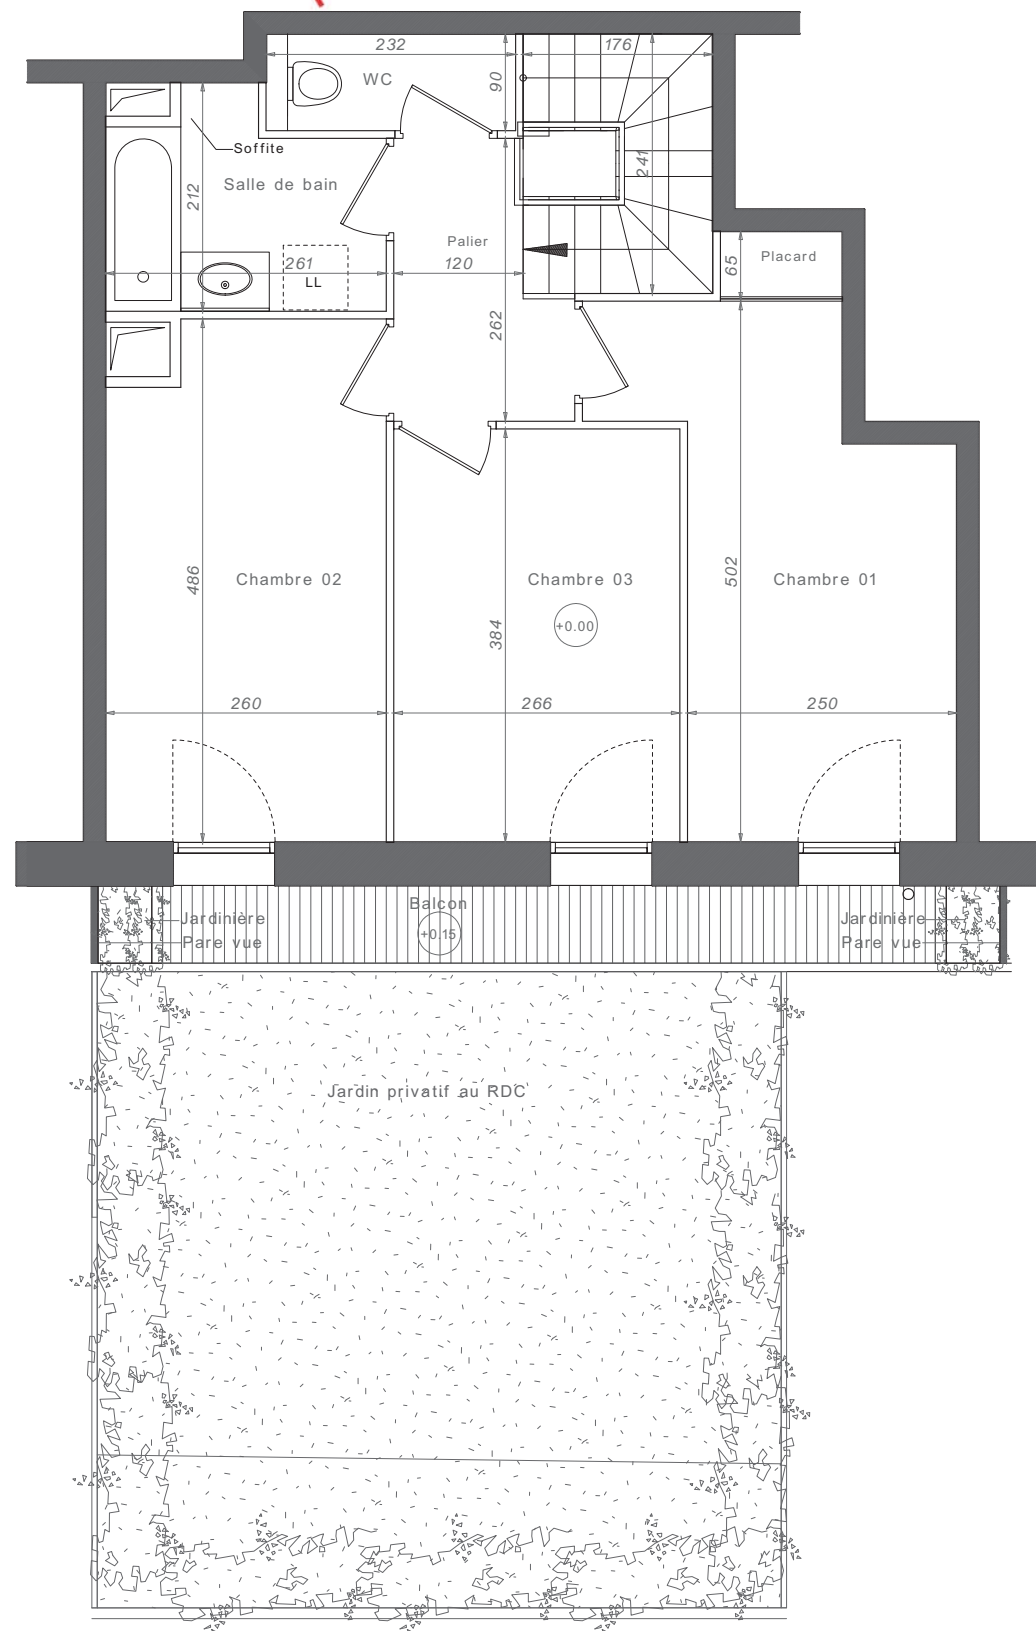 232
176
WC
90
Soffite
Salle de bain
212
241
Palier
Placard
65
261
120
LL
262
486
Chambre 02
Chambre 03
502
Chambre 01
384
+0.00
260
266
250
Balcon
Jardinière
+0.15
Jardinière
Pare vue
Pare vue
Jardin privatif au RDC